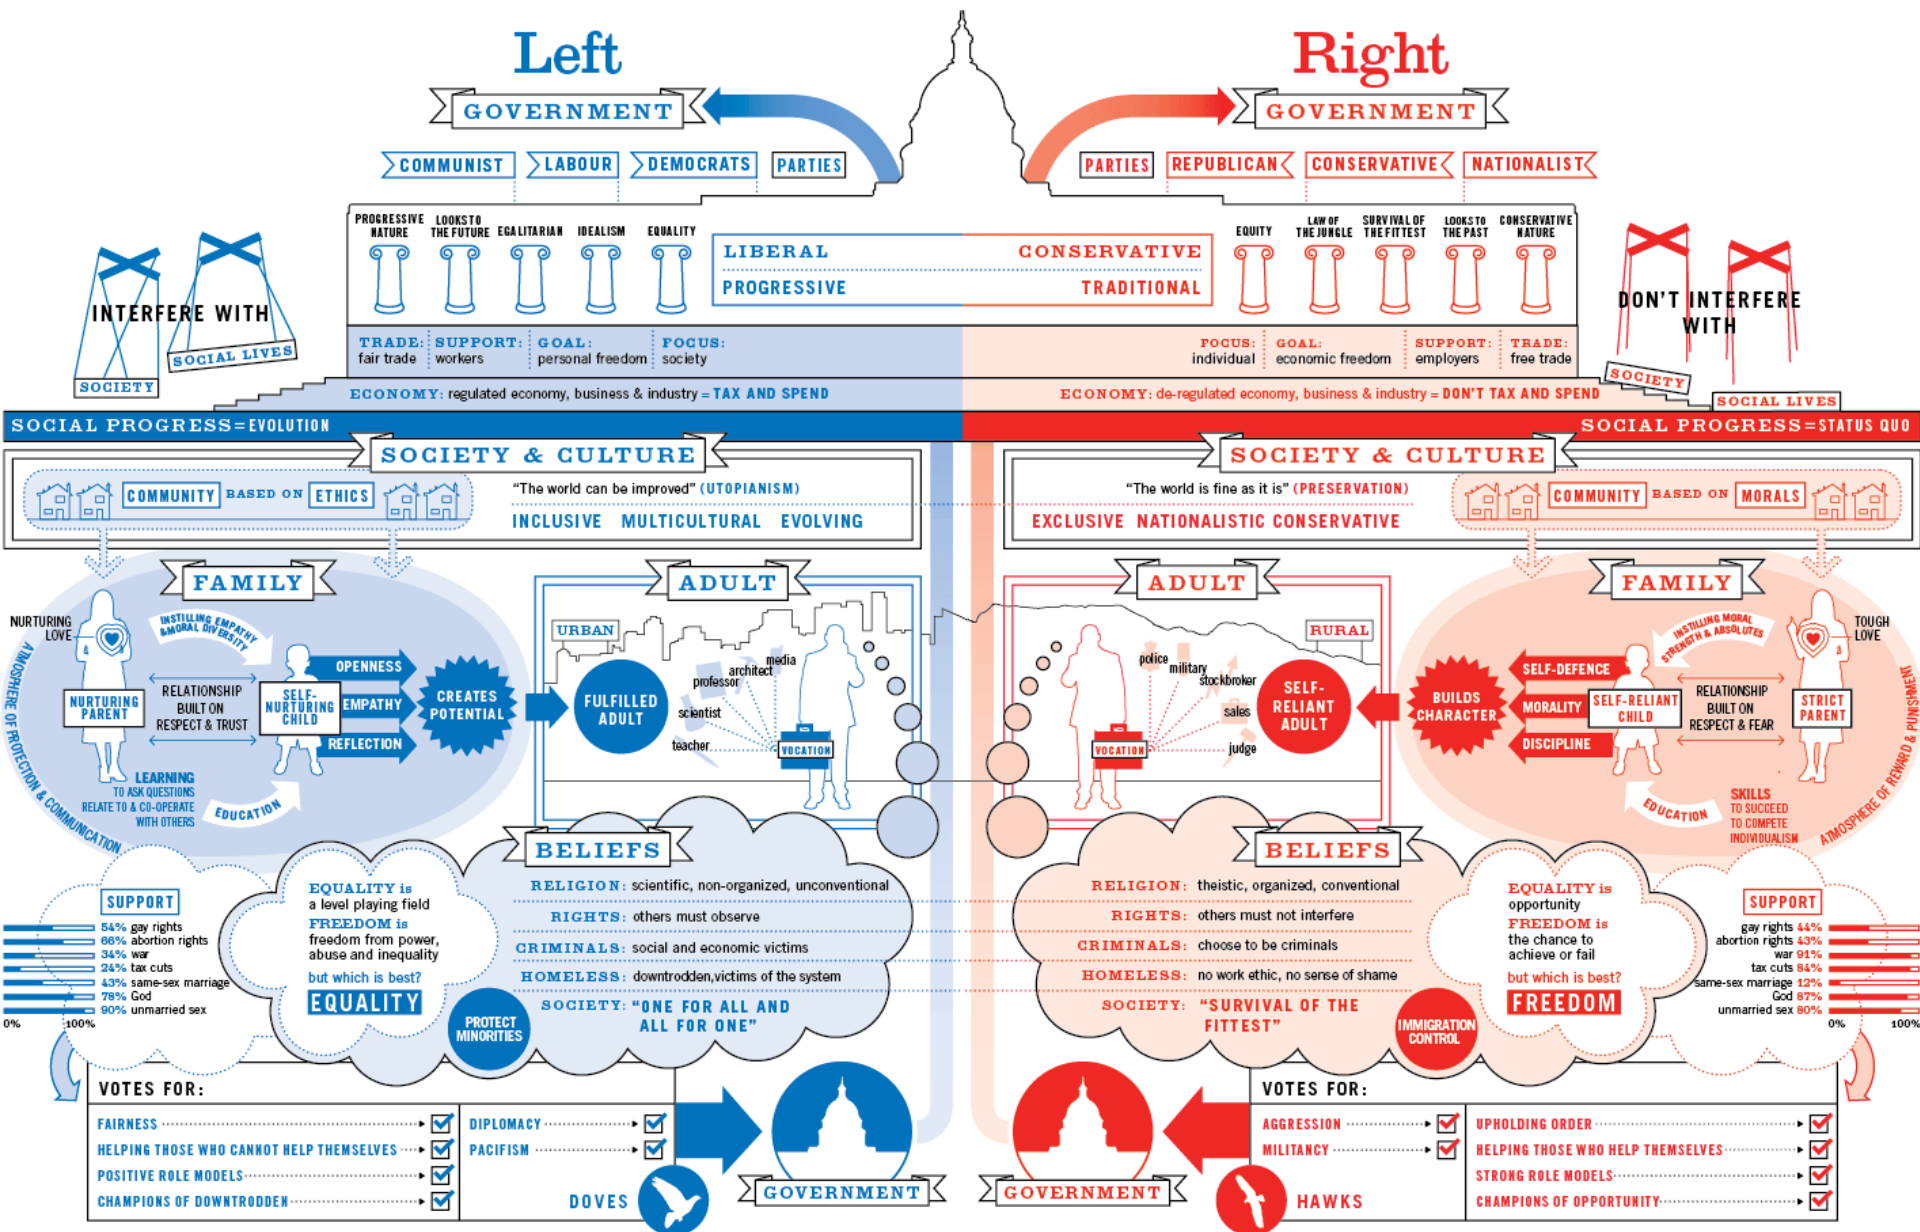 Left
Right
GOVERNMENT
GOVERNMENT
COMMUNIST
LABOUR
DEMOCRATS
PARTIES
PARTIES
REPUBLICAN
CONSERVATIVE
NATIONALIST
PROGRESSIVE
NATURE
LOOKS TO
THE FUTURE
EGALITARIAN
IDEALISM
EQUALITY
LIBERAL
CONSERVATIVE
PROGRESSIVE
TRADITIONAL
EQUITY
LAW OF
THE JUNGLE
SURVIVAL OF
THE FITTEST
LOOKS TO
THE PAST
CONSERVATIVE
NATURE
INTERFERE WITH
SOCIETY
SOCIAL LIVES
DON'T INTERFERE
WITH
SOCIETY
SOCIAL LIVES
TRADE:
fair trade
SUPPORT:
workers
GOAL:
personal freedom
FOCUS:
society
FOCUS:
individual
GOAL:
economic freedom
SUPPORT:
employers
TRADE:
free trade
ECONOMY: regulated economy, business & industry = TAX AND SPEND
ECONOMY: de-regulated economy, business & industry = DON'T TAX AND SPEND
SOCIAL PROGRESS=EVOLUTION
SOCIAL PROGRESS=STATUS QUO
SOCIETY & CULTURE
SOCIETY & CULTURE
COMMUNITY BASED ON ETHICS
"The world can be improved" (UTOPIANISM)
INCLUSIVE MULTICULTURAL EVOLVING
"The world is fine as it is" (PRESERVATION)
EXCLUSIVE NATIONALISTIC CONSERVATIVE
COMMUNITY BASED ON MORALS
FAMILY
NURTURING
LOVE
INSTILLING EMPATHY
& MORAL DIVERSITY
NURTURING
PARENT
RELATIONSHIP
BUILT ON
RESPECT & TRUST
SELF-
NURTURING
CHILD
OPENNESS
EMPATHY
REFLECTION
CREATES
POTENTIAL
LEARNING
TO ASK QUESTIONS
RELATE TO & CO-OPERATE
WITH OTHERS
EDUCATION
ATMOSPHERE OF PROTECTION & COMMUNICATION
ADULT
URBAN
FULFILLED
ADULT
media
architect
professor
scientist
teacher
VOCATION
ADULT
RURAL
police
military
stockbroker
sales
judge
VOCATION
SELF-
RELIANT
ADULT
FAMILY
TOUGH
LOVE
INSTILLING MORAL
STRENGTH & ABSOLUTES
BUILDS
CHARACTER
SELF-DEFENCE
MORALITY
DISCIPLINE
SELF-RELIANT
CHILD
RELATIONSHIP
BUILT ON
RESPECT & FEAR
STRICT
PARENT
EDUCATION
SKILLS
TO SUCCEED
TO COMPETE
INDIVIDUALISM
ATMOSPHERE OF REWARD & PUNISHMENT
SUPPORT
54% gay rights
66% abortion rights
34% war
24% tax cuts
43% same-sex marriage
78% God
90% unmarried sex
0% 100%
EQUALITY is
a level playing field
FREEDOM is
freedom from power,
abuse and inequality
but which is best?
EQUALITY
BELIEFS
RELIGION: scientific, non-organized, unconventional
RIGHTS: others must observe
CRIMINALS: social and economic victims
HOMELESS: downtrodden,victims of the system
SOCIETY: "ONE FOR ALL AND
ALL FOR ONE"
PROTECT
MINORITIES
BELIEFS
RELIGION: theistic, organized, conventional
RIGHTS: others must not interfere
CRIMINALS: choose to be criminals
HOMELESS: no work ethic, no sense of shame
SOCIETY: "SURVIVAL OF THE
FITTEST"
IMMIGRATION
CONTROL
EQUALITY is
opportunity
FREEDOM is
the chance to
achieve or fail
but which is best?
FREEDOM
SUPPORT
gay rights 44%
abortion rights 43%
war 91%
tax cuts 84%
same-sex marriage 12%
God 87%
unmarried sex 80%
0% 100%
VOTES FOR:
FAIRNESS
HELPING THOSE WHO CANNOT HELP THEMSELVES
POSITIVE ROLE MODELS
CHAMPIONS OF DOWNTRODDEN
DIPLOMACY
PACIFISM
DOVES
GOVERNMENT
GOVERNMENT
VOTES FOR:
AGGRESSION
MILITANCY
HAWKS
UPHOLDING ORDER
HELPING THOSE WHO HELP THEMSELVES
STRONG ROLE MODELS
CHAMPIONS OF OPPORTUNITY